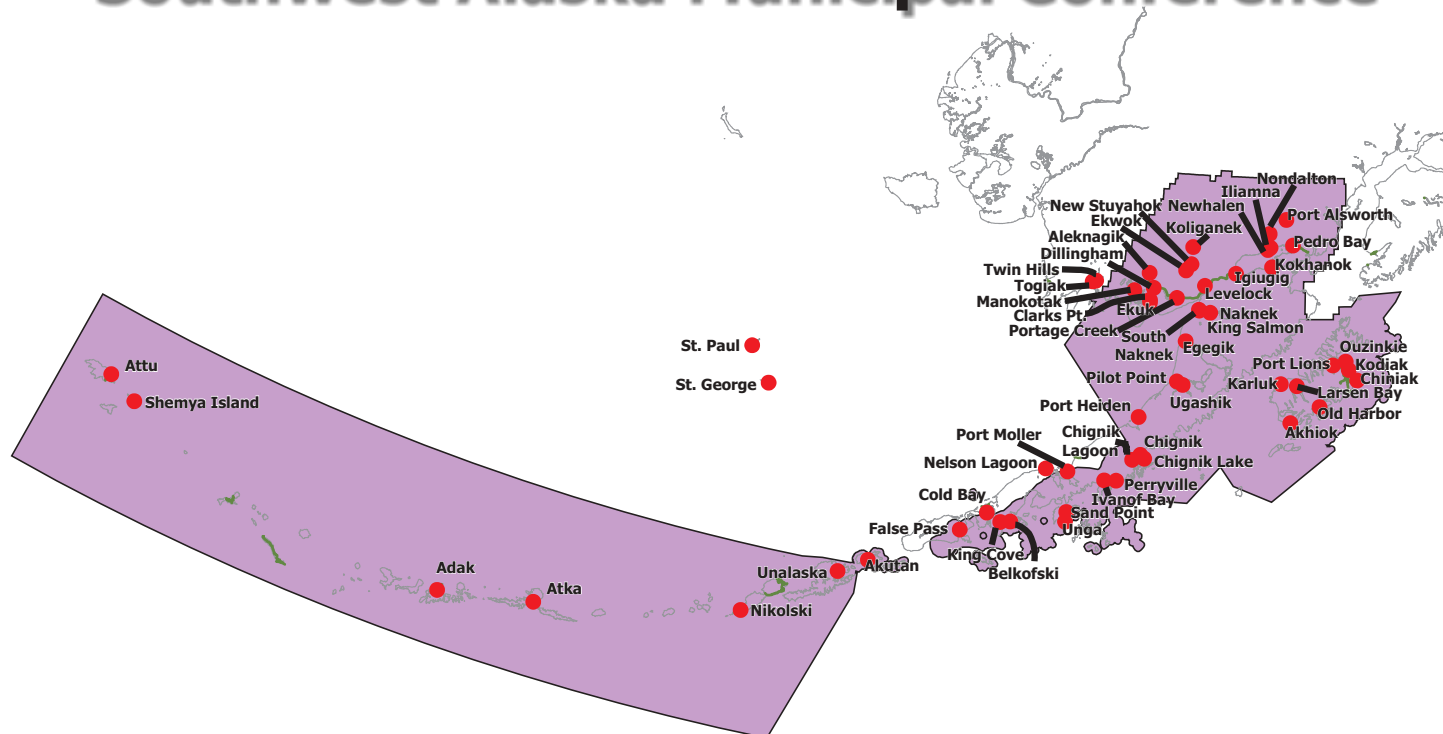 Southwest Alaska Municipal Conference
Nondalton
Iliamna
New Stuyahok
Newhalen
Port Alsworth
Ekwok
Koliganek
Aleknagik
Pedro Bay
Dillingham
Kokhanok
Twin Hills
Igiugig
Togiak
Levelock
Manokotak
Ekuk
Clarks Pt.
Naknek
Portage Creek
King Salmon
South
Naknek
Egegik
Ouzinkie
St. Paul
Port Lions
Kodiak
Attu
Pilot Point
Chiniak
St. George
Karluk
Larsen Bay
Shemya Island
Ugashik
Port Heiden
Old Harbor
Akhiok
Port Moller
Chignik
Lagoon
Chignik
Nelson Lagoon
Chignik Lake
Perryville
Cold Bay
Ivanof Bay
Sand Point
False Pass
Unga
King Cove
Akutan
Belkofski
Unalaska
Adak
Atka
Nikolski